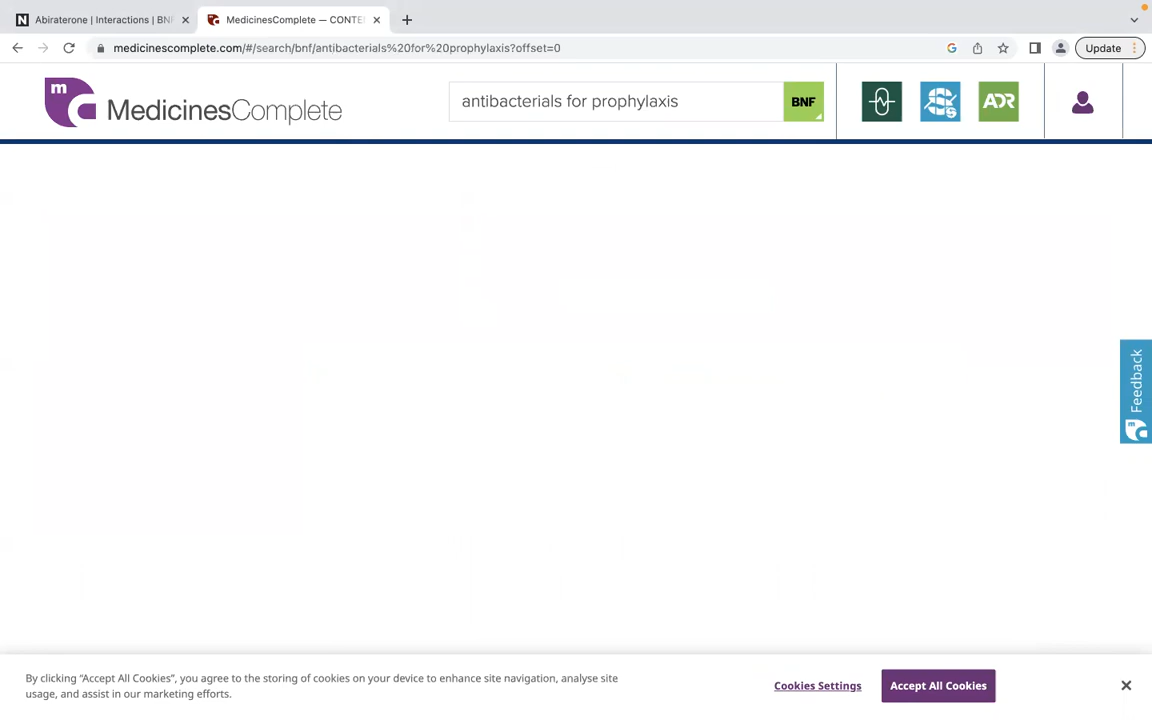 Abiraterone | Interactions | BNF
MedicinesComplete — CONTE
medicinescomplete.com/#/search/bnf/antibacterials%20for%20prophylaxis?offset=0
Update
MedicinesComplete
antibacterials for prophylaxis
BNF
ADR
Feedback
By clicking “Accept All Cookies”, you agree to the storing of cookies on your device to enhance site navigation, analyse site
usage, and assist in our marketing efforts.
Cookies Settings
Accept All Cookies